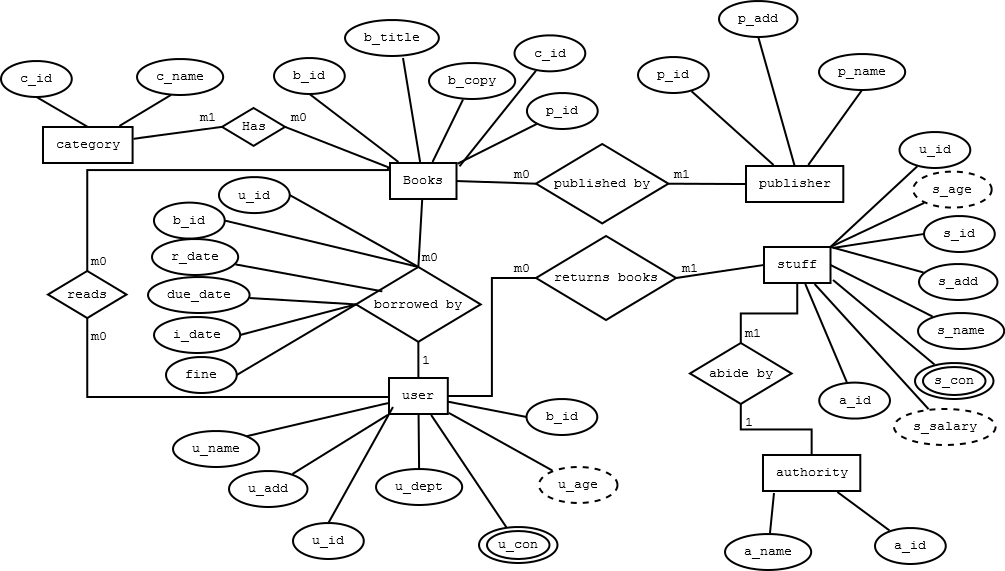 p_add
b_title
c_id
c_id
c_name
b_id
b_copy
p_id
p_name
p_id
m1
Has
m0
category
u_id
Books
m0
published by
m1
publisher
u_id
s_age
b_id
s_id
r_date
m0
m0
returns books
m1
stuff
s_add
m0
reads
due_date
borrowed by
i_date
s_name
m0
m1
fine
1
abide by
s_con
user
a_id
b_id
1
s_salary
u_name
authority
u_add
u_dept
u_age
u_id
u_con
a_name
a_id